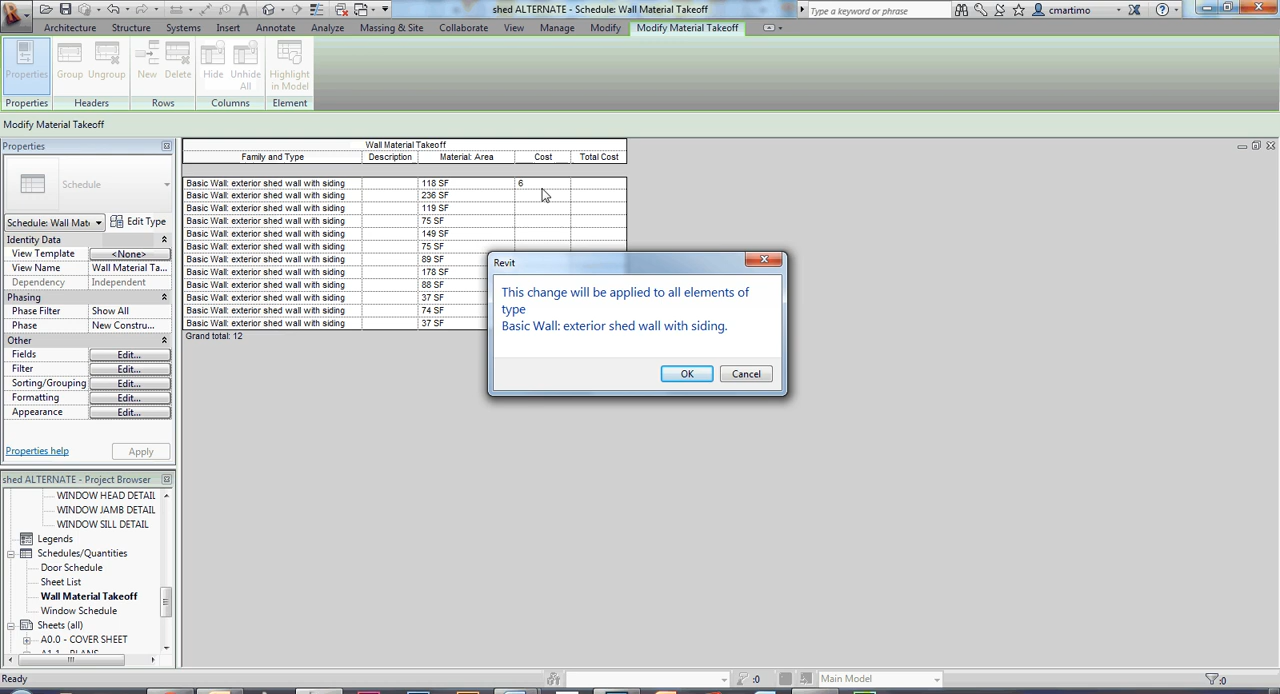 shed ALTERNATE - Schedule: Wall Material Takeoff
Type a keyword or phrase
cmartimo
Architecture Structure Systems Insert Annotate Analyze Massing & Site Collaborate View Manage Modify Modify Material Takeoff
Properties Group Ungroup New Delete Hide Unhide All Highlight in Model
Properties Headers Rows Columns Element
Modify Material Takeoff
Properties
Schedule
Schedule: Wall Mat Edit Type
Identity Data
View Template <None>
View Name Wall Material Ta...
Dependency Independent
Phasing
Phase Filter Show All
Phase New Constru...
Other
Fields Edit...
Filter Edit...
Sorting/Grouping Edit...
Formatting Edit...
Appearance Edit...
Properties help Apply
shed ALTERNATE - Project Browser
WINDOW HEAD DETAIL
WINDOW JAMB DETAIL
WINDOW SILL DETAIL
Legends
Schedules/Quantities
Door Schedule
Sheet List
Wall Material Takeoff
Window Schedule
Sheets (all)
A0.0 - COVER SHEET
Wall Material Takeoff
Family and Type Description Material: Area Cost Total Cost
Basic Wall: exterior shed wall with siding 118 SF 6
Basic Wall: exterior shed wall with siding 236 SF
Basic Wall: exterior shed wall with siding 119 SF
Basic Wall: exterior shed wall with siding 75 SF
Basic Wall: exterior shed wall with siding 149 SF
Basic Wall: exterior shed wall with siding 75 SF
Basic Wall: exterior shed wall with siding 89 SF
Basic Wall: exterior shed wall with siding 178 SF
Basic Wall: exterior shed wall with siding 88 SF
Basic Wall: exterior shed wall with siding 37 SF
Basic Wall: exterior shed wall with siding 74 SF
Basic Wall: exterior shed wall with siding 37 SF
Grand total: 12
Revit
This change will be applied to all elements of
type
Basic Wall: exterior shed wall with siding.
OK Cancel
Ready :0 Main Model :0